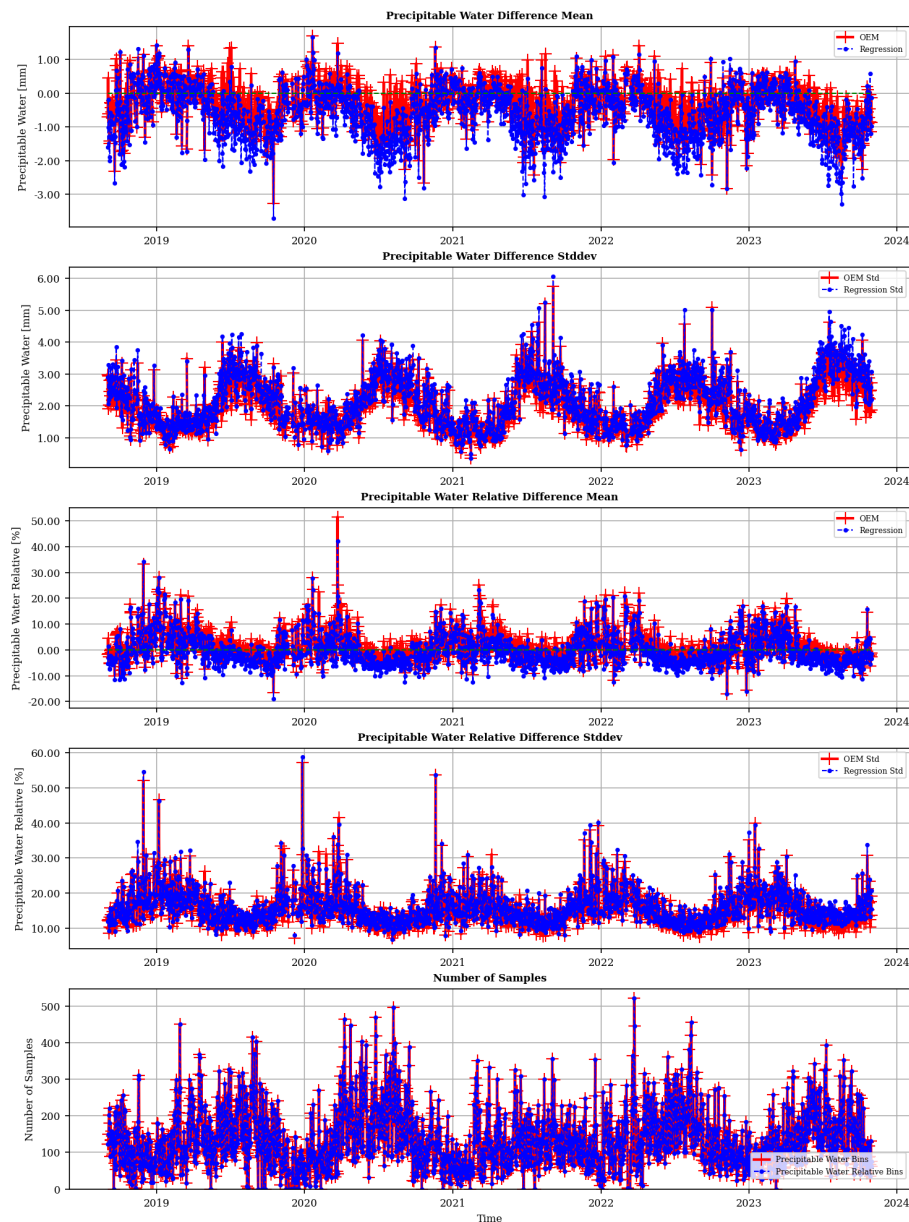 Precipitable Water Difference Mean
Precipitable Water [mm]
1.00
0.00
-1.00
-2.00
-3.00
OEM
Regression
2019 2020 2021 2022 2023 2024
Precipitable Water Difference Stddev
Precipitable Water [mm]
6.00
5.00
4.00
3.00
2.00
1.00
OEM Std
Regression Std
2019 2020 2021 2022 2023 2024
Precipitable Water Relative Difference Mean
Precipitable Water Relative [%]
50.00
40.00
30.00
20.00
10.00
0.00
-10.00
-20.00
OEM
Regression
2019 2020 2021 2022 2023 2024
Precipitable Water Relative Difference Stddev
Precipitable Water Relative [%]
60.00
50.00
40.00
30.00
20.00
10.00
OEM Std
Regression Std
2019 2020 2021 2022 2023 2024
Number of Samples
Number of Samples
500
400
300
200
100
0
Precipitable Water Bins
Precipitable Water Relative Bins
2019 2020 2021 2022 2023 2024
Time